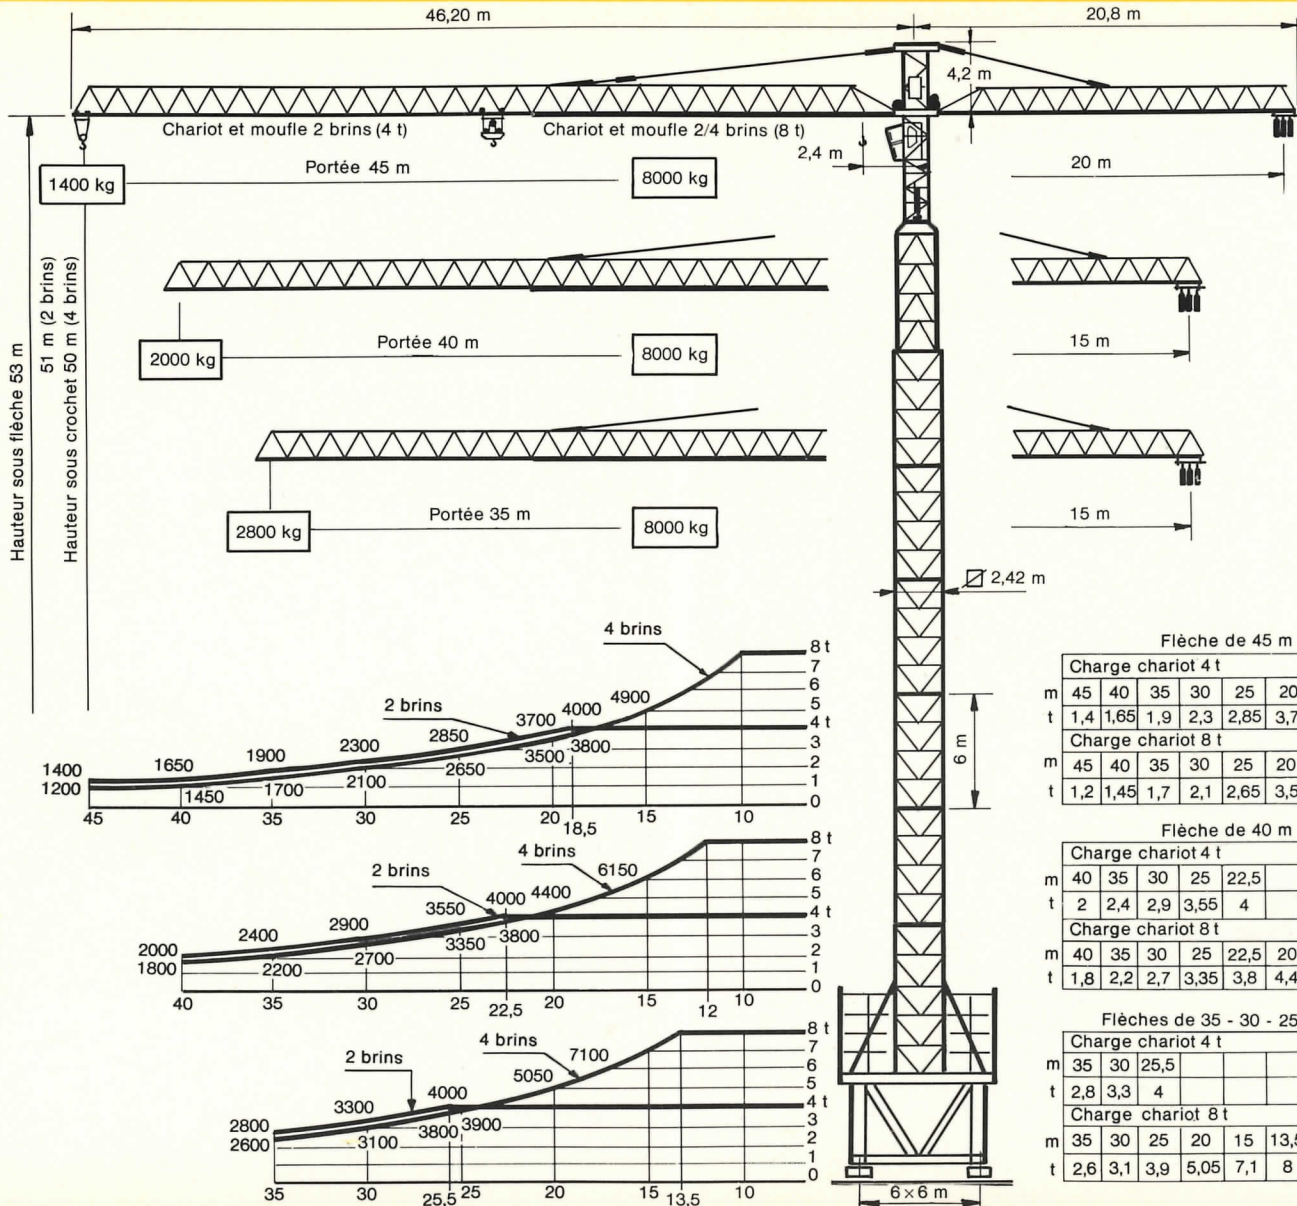 46,20 m
20,8 m
4,2 m
Chariot et moufle 2 brins (4 t)
Chariot et moufle 2/4 brins (8 t)
2,4 m
Portée 45 m
20 m
1400 kg
8000 kg
Portée 40 m
15 m
2000 kg
8000 kg
Portée 35 m
15 m
2800 kg
8000 kg
Hauteur sous flèche 53 m
51 m (2 brins)
Hauteur sous crochet 50 m (4 brins)
2,42 m
6 m
6×6 m
4 brins
2 brins
8 t
7
6
5
4 t
3
2
1
0
1400 1650 1900 2300 2850 3700 4000 4900
1200 1450 1700 2100 2650 3500 3800
45 40 35 30 25 20 18,5 15 10
4 brins
2 brins
8 t
7
6
5
4 t
3
2
1
0
2000 2400 2900 3550 4000 4400 6150
1800 2200 2700 3350 3800
40 35 30 25 22,5 20 15 12 10
4 brins
2 brins
8 t
7
6
5
4 t
3
2
1
0
2800 3300 4000 5050 7100
2600 3100 3800 3900
35 30 25,5 25 20 15 13,5 10
Flèche de 45 m
Charge chariot 4 t
m 45 40 35 30 25 20
t 1,4 1,65 1,9 2,3 2,85 3,7
Charge chariot 8 t
m 45 40 35 30 25 20
t 1,2 1,45 1,7 2,1 2,65 3,5
Flèche de 40 m
Charge chariot 4 t
m 40 35 30 25 22,5
t 2 2,4 2,9 3,55 4
Charge chariot 8 t
m 40 35 30 25 22,5 20
t 1,8 2,2 2,7 3,35 3,8 4,4
Flèches de 35 - 30 - 25
Charge chariot 4 t
m 35 30 25,5
t 2,8 3,3 4
Charge chariot 8 t
m 35 30 25 20 15 13,5
t 2,6 3,1 3,9 5,05 7,1 8